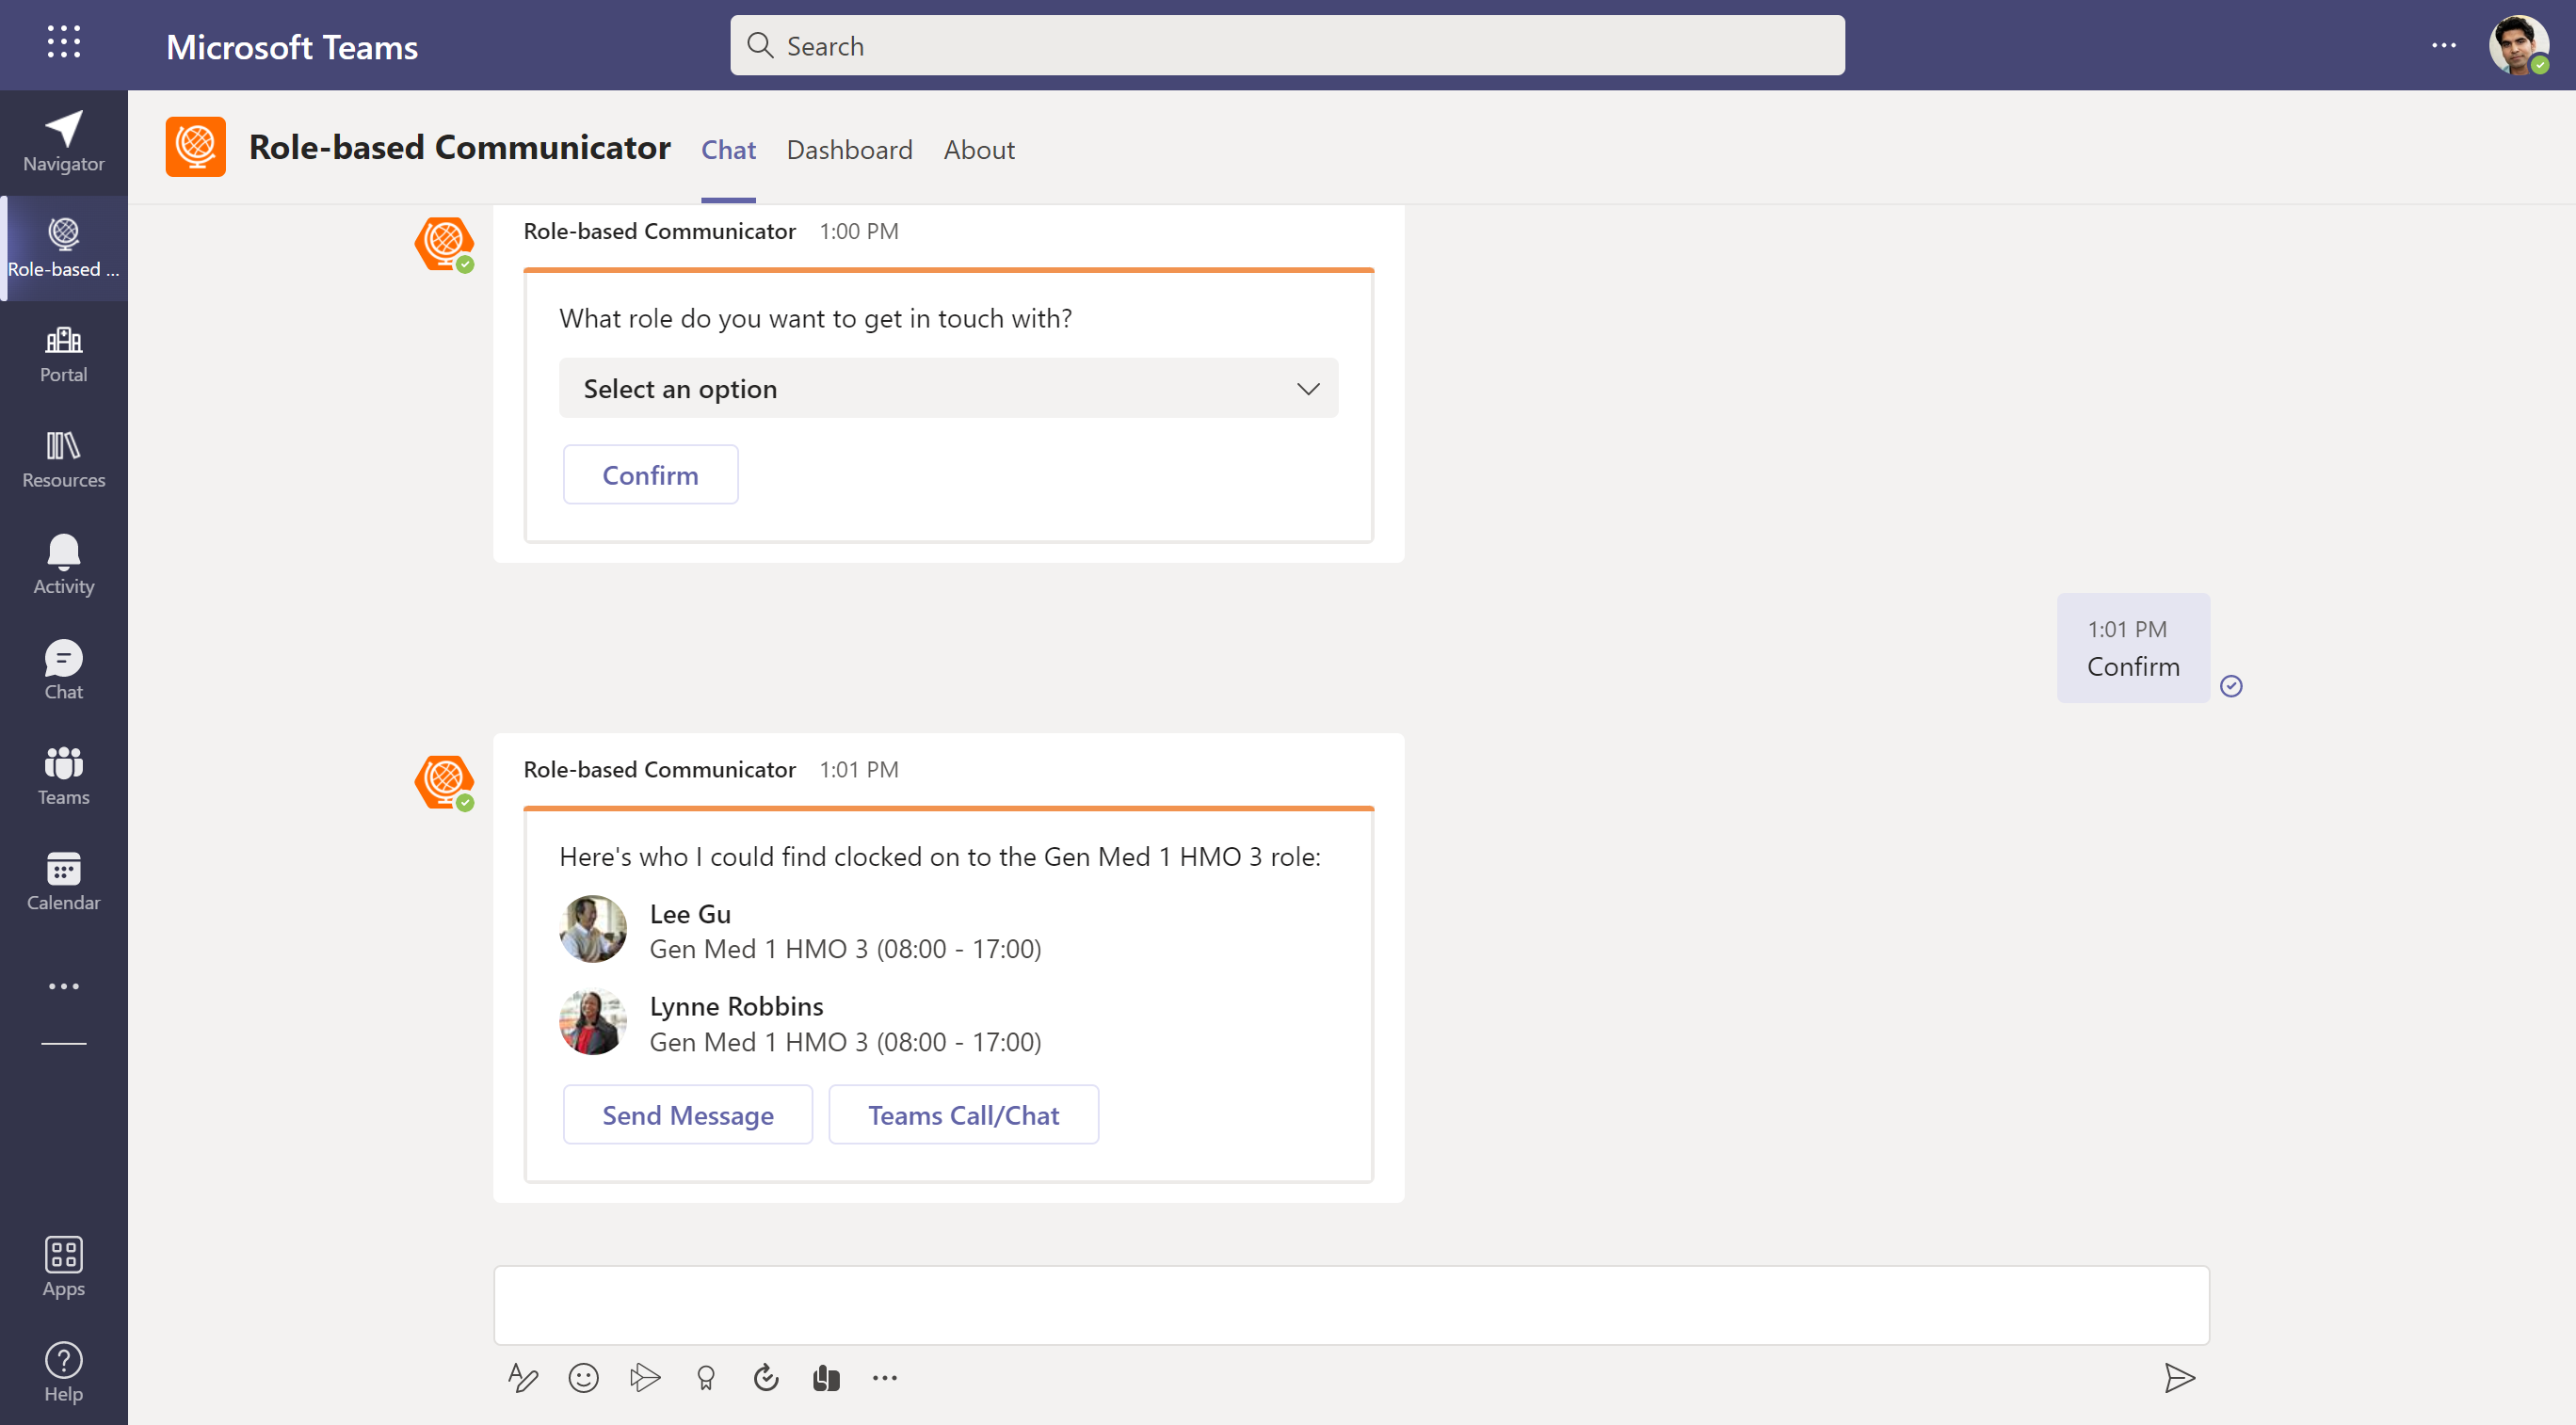 Microsoft Teams
Search
Navigator
Role-based ...
Portal
Resources
Activity
Chat
Teams
Calendar
Apps
Help
Role-based Communicator
Chat
Dashboard
About
Role-based Communicator 1:00 PM
What role do you want to get in touch with?
Select an option
Confirm
1:01 PM
Confirm
Role-based Communicator 1:01 PM
Here's who I could find clocked on to the Gen Med 1 HMO 3 role:
Lee Gu
Gen Med 1 HMO 3 (08:00 - 17:00)
Lynne Robbins
Gen Med 1 HMO 3 (08:00 - 17:00)
Send Message
Teams Call/Chat